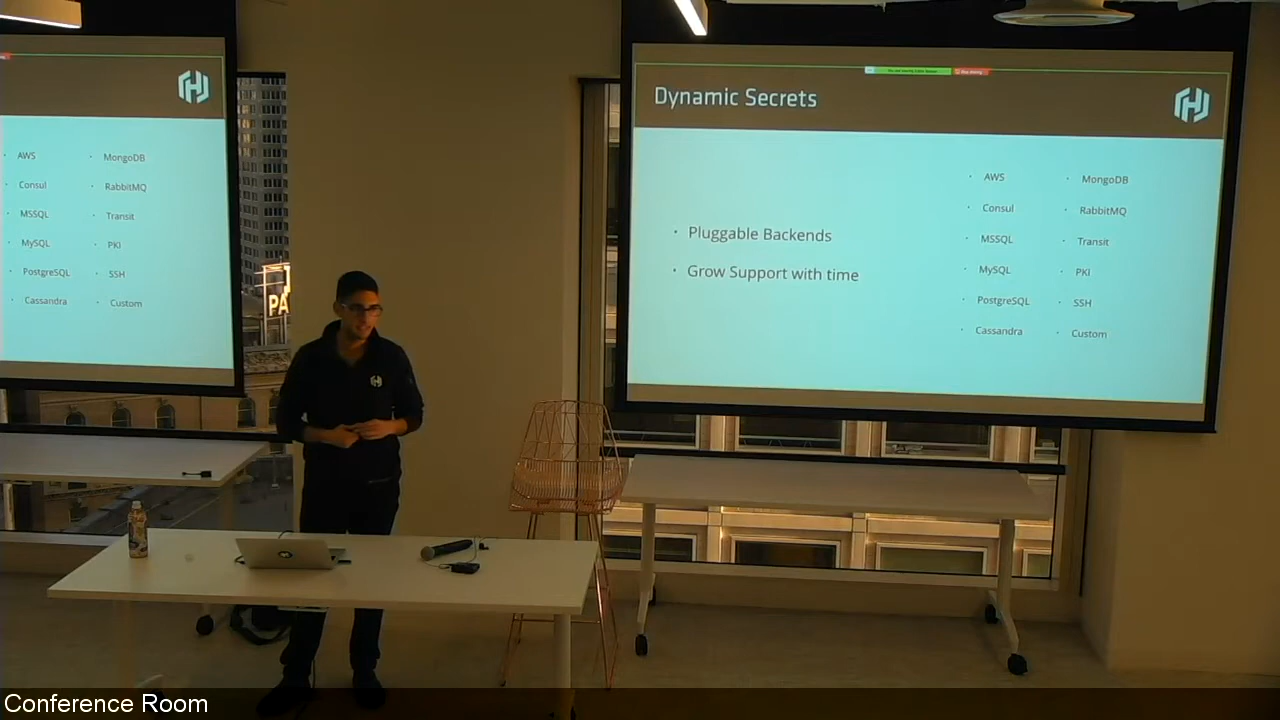 AWS
MongoDB
Consul
RabbitMQ
MSSQL
Transit
MySQL
PKI
PostgreSQL
SSH
Cassandra
Custom
PA
Dynamic Secrets
Pluggable Backends
Grow Support with time
AWS
MongoDB
Consul
RabbitMQ
MSSQL
Transit
MySQL
PKI
PostgreSQL
SSH
Cassandra
Custom
Conference Room